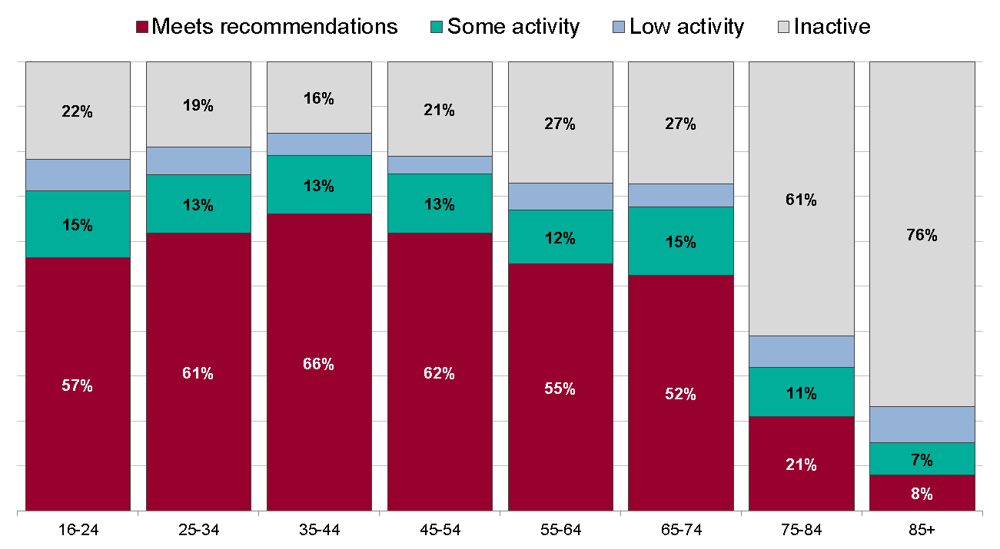 Meets recommendations Some activity Low activity Inactive
22% 19% 16% 21% 27% 27% 61% 76%
15% 13% 13% 13% 12% 15% 11% 7%
57% 61% 66% 62% 55% 52% 21% 8%
16-24 25-34 35-44 45-54 55-64 65-74 75-84 85+